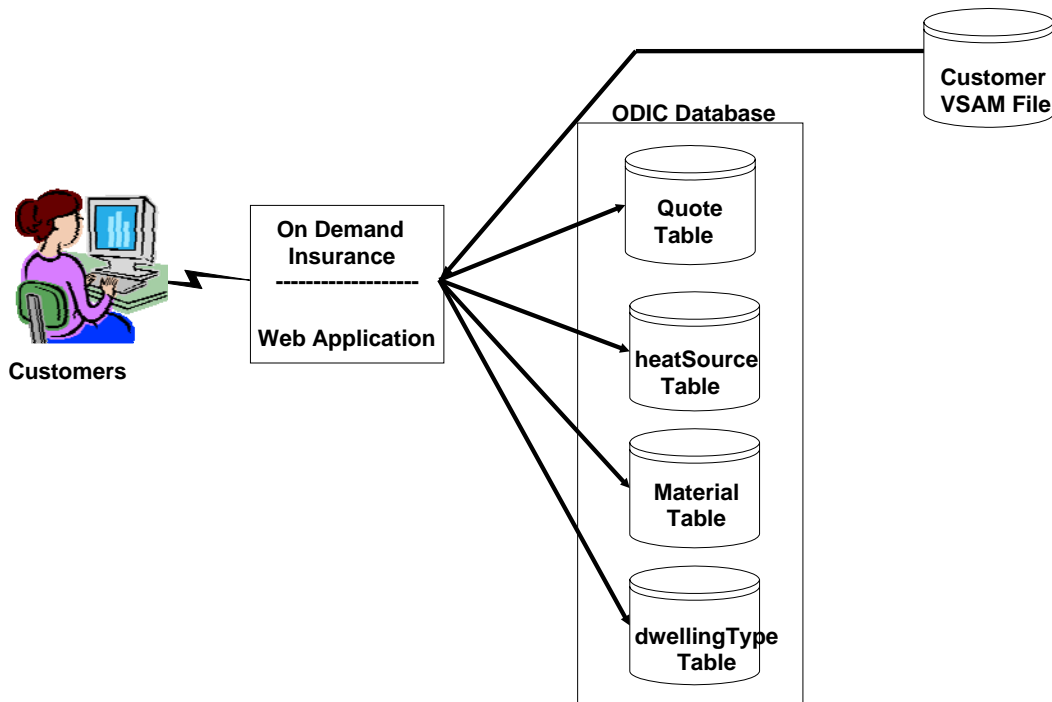 Customer
VSAM File
ODIC Database
Quote
Table
On Demand
Insurance
-------------------
Web Application
heatSource
Table
Customers
Material
Table
dwellingType
Table